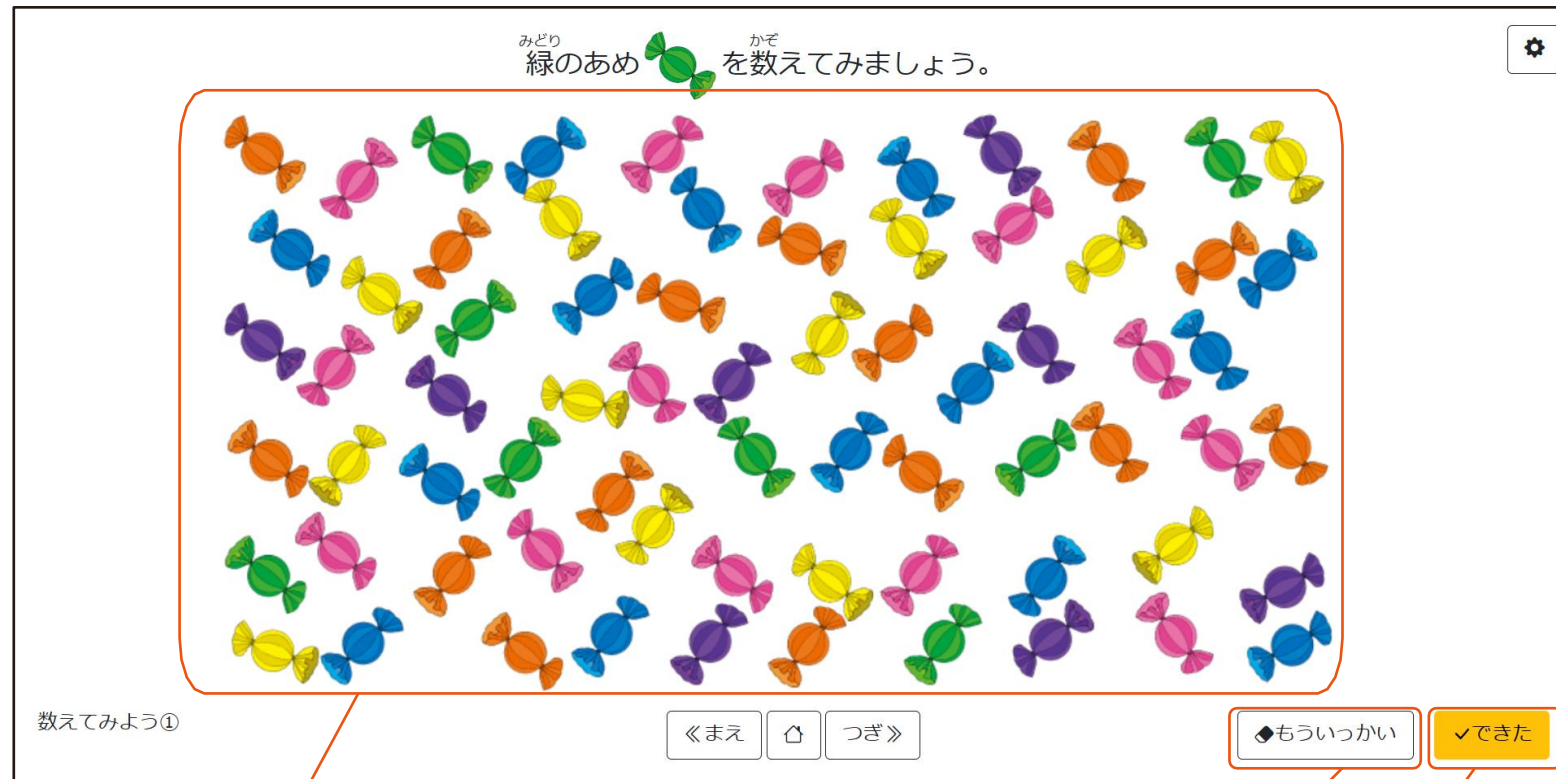 みどり かぞ
緑のあめ を数えてみましょう。
数えてみよう①
≪まえ つぎ≫
もういっかい
できた